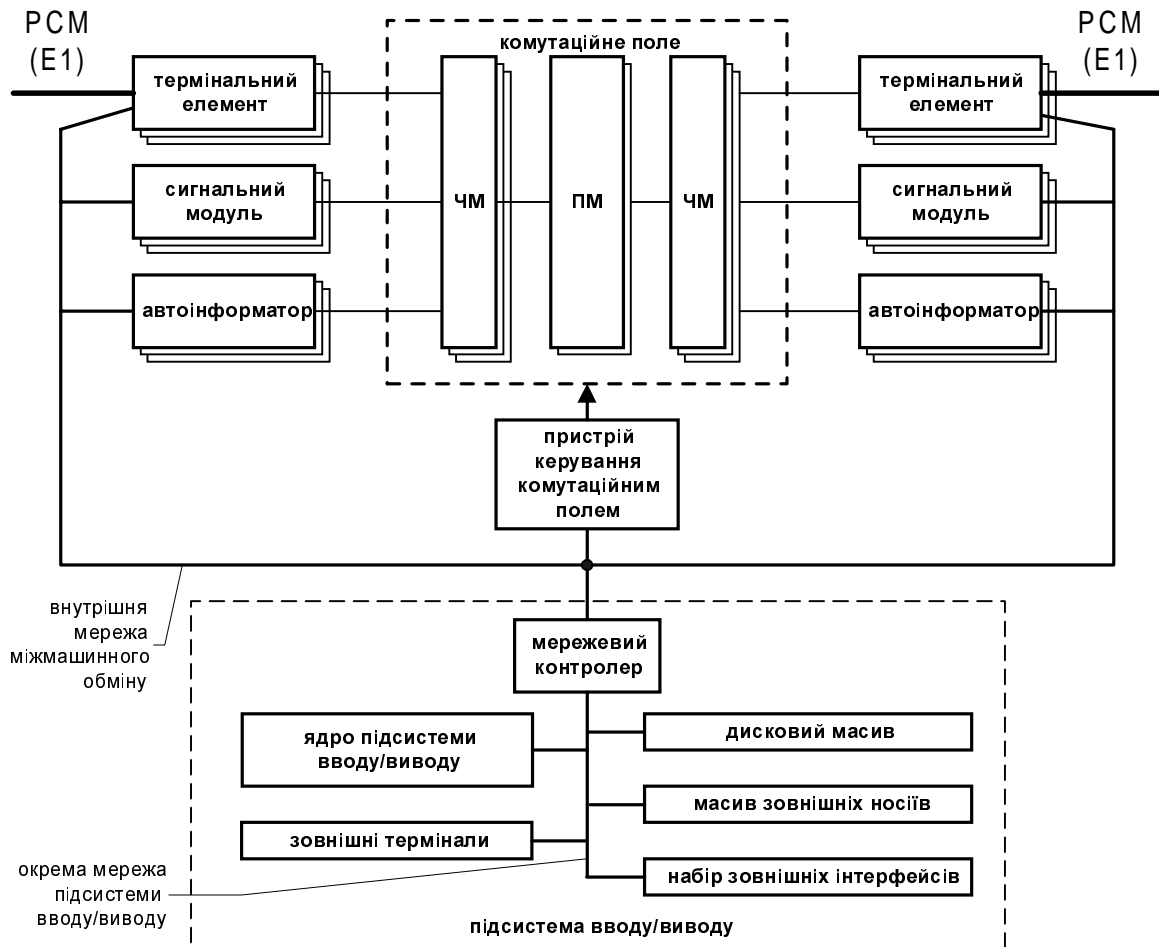 PCM
(E1)
PCM
(E1)
комутаційне поле
термінальний
елемент
термінальний
елемент
сигнальний
модуль
ЧМ
ПМ
ЧМ
сигнальний
модуль
автоінформатор
автоінформатор
пристрій
керування
комутаційним
полем
внутрішня
мережа
міжмашинного
обміну
мережевий
контролер
ядро підсистеми
вводу/виводу
дисковий масив
масив зовнішніх носіїв
зовнішні термінали
набір зовнішніх інтерфейсів
окрема мережа
підсистеми
вводу/виводу
підсистема вводу/виводу